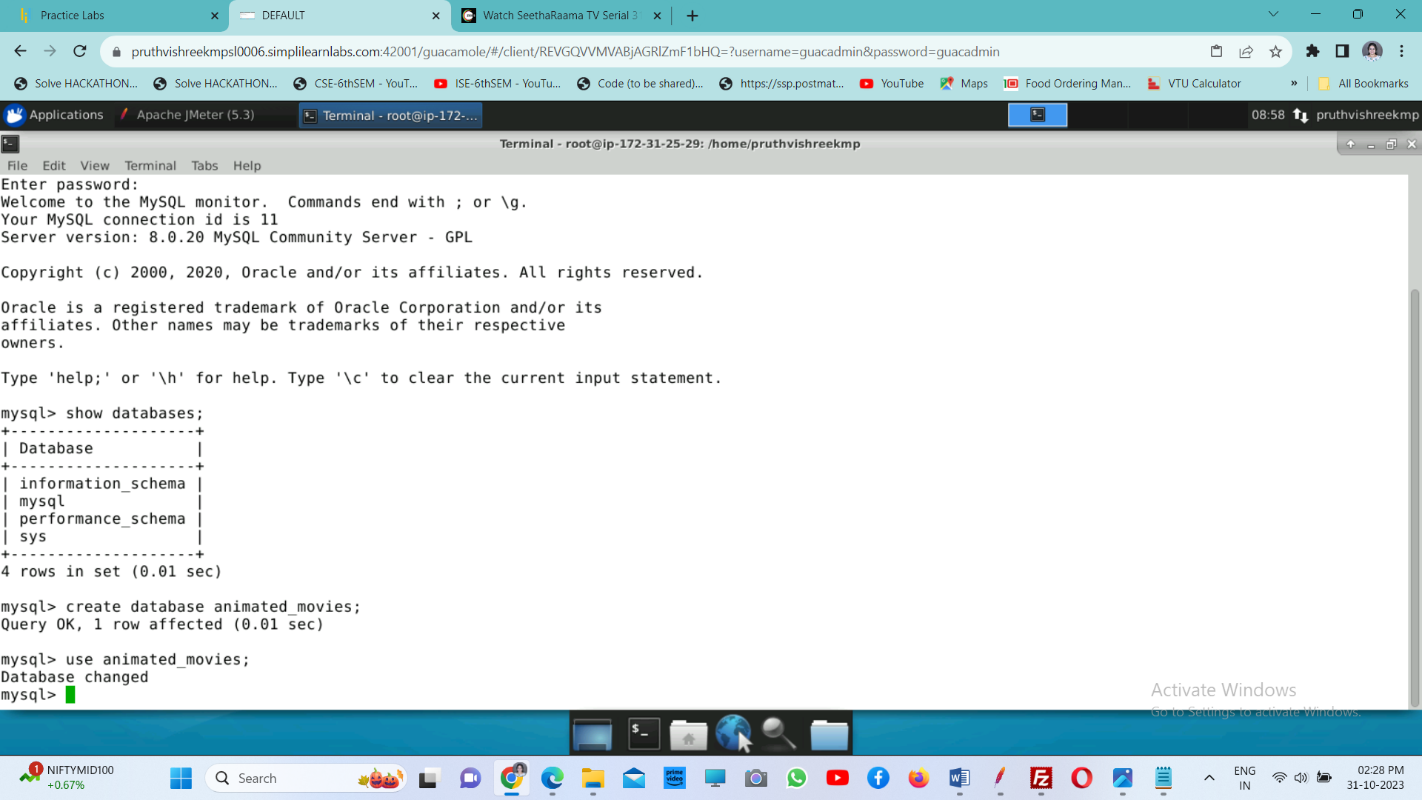 Practice Labs
DEFAULT
Watch SeethaRaama TV Serial 3
pruthvishreekmpsl0006.simplilearnlabs.com:42001/guacamole/#/client/REVGQVVMVABjAGRlZmF1bHQ=?username=guacadmin&password=guacadmin
Solve HACKATHON... Solve HACKATHON... CSE-6thSEM - YouT... ISE-6thSEM - YouTu... Code (to be shared)... https://ssp.postmat... YouTube Maps Food Ordering Man... VTU Calculator » All Bookmarks
Applications Apache JMeter (5.3) Terminal - root@ip-172-... 08:58 pruthvishreekmp
Terminal - root@ip-172-31-25-29: /home/pruthvishreekmp
File Edit View Terminal Tabs Help
Enter password:
Welcome to the MySQL monitor.  Commands end with ; or \g.
Your MySQL connection id is 11
Server version: 8.0.20 MySQL Community Server - GPL
Copyright (c) 2000, 2020, Oracle and/or its affiliates. All rights reserved.
Oracle is a registered trademark of Oracle Corporation and/or its
affiliates. Other names may be trademarks of their respective
owners.
Type 'help;' or '\h' for help. Type '\c' to clear the current input statement.
mysql> show databases;
+--------------------+
| Database           |
+--------------------+
| information_schema |
| mysql              |
| performance_schema |
| sys                |
+--------------------+
4 rows in set (0.01 sec)
mysql> create database animated_movies;
Query OK, 1 row affected (0.01 sec)
mysql> use animated_movies;
Database changed
mysql>
Activate Windows
Go to Settings to activate Windows.
1 NIFTYMID100
+0.67%
Search
prime video
ENG
IN
02:28 PM
31-10-2023